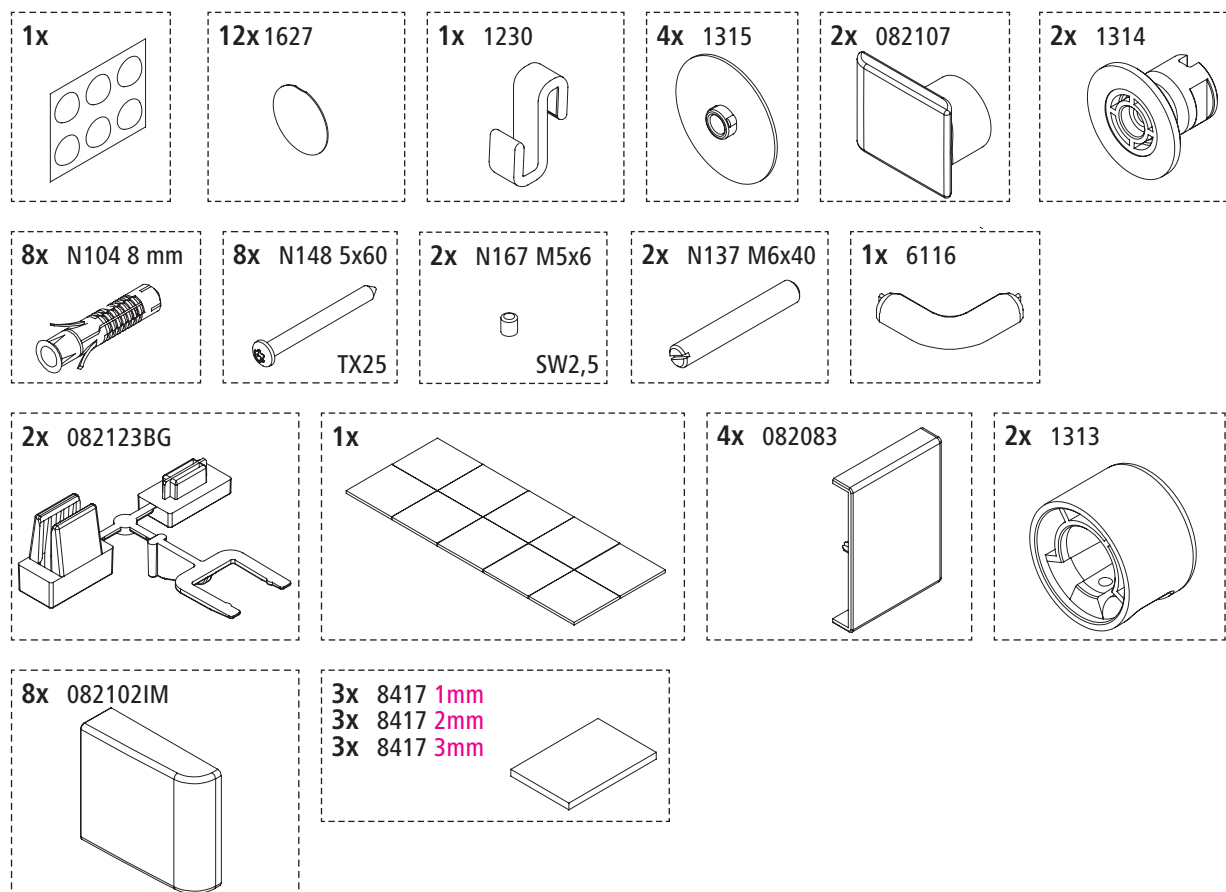 1x
12x 1627
1x 1230
4x 1315
2x 082107
2x 1314
8x N104 8 mm
8x N148 5x60
TX25
2x N167 M5x6
SW2,5
2x N137 M6x40
1x 6116
2x 082123BG
1x
4x 082083
2x 1313
8x 082102IM
3x 8417 1mm
3x 8417 2mm
3x 8417 3mm